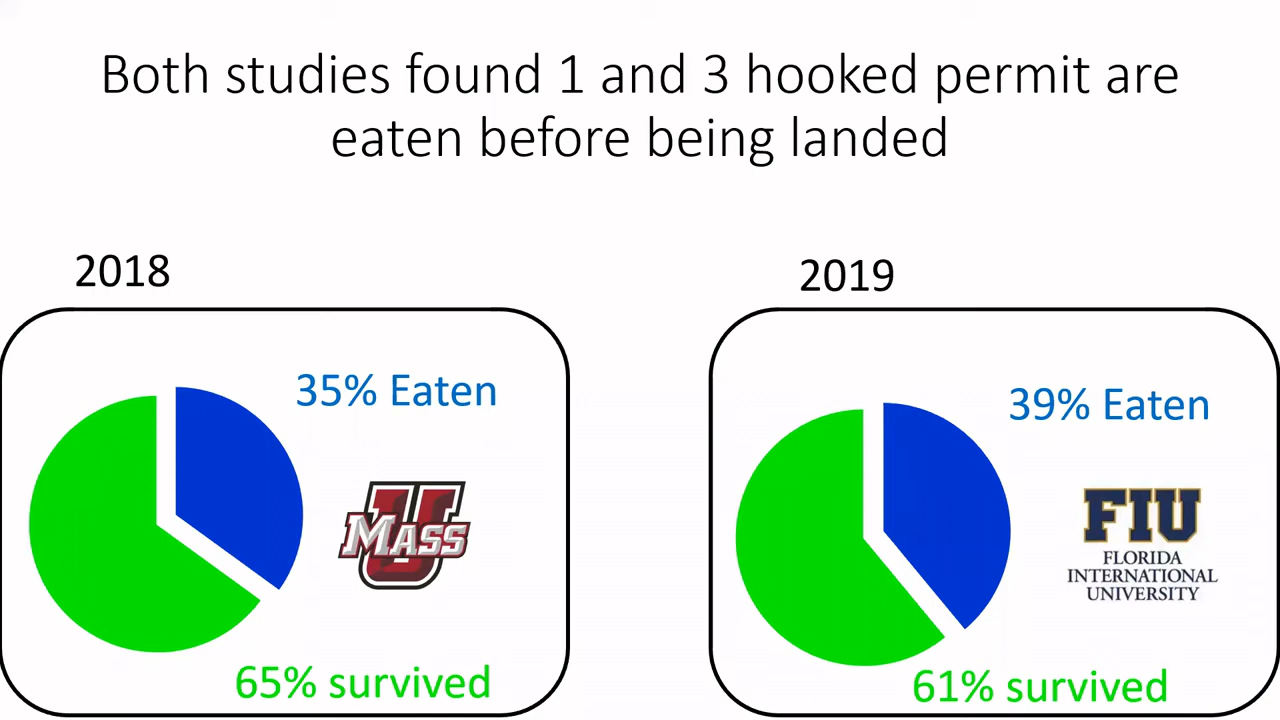 Both studies found 1 and 3 hooked permit are
eaten before being landed
2018
2019
35% Eaten
U
MASS
65% survived
39% Eaten
FIU
FLORIDA
INTERNATIONAL
UNIVERSITY
61% survived